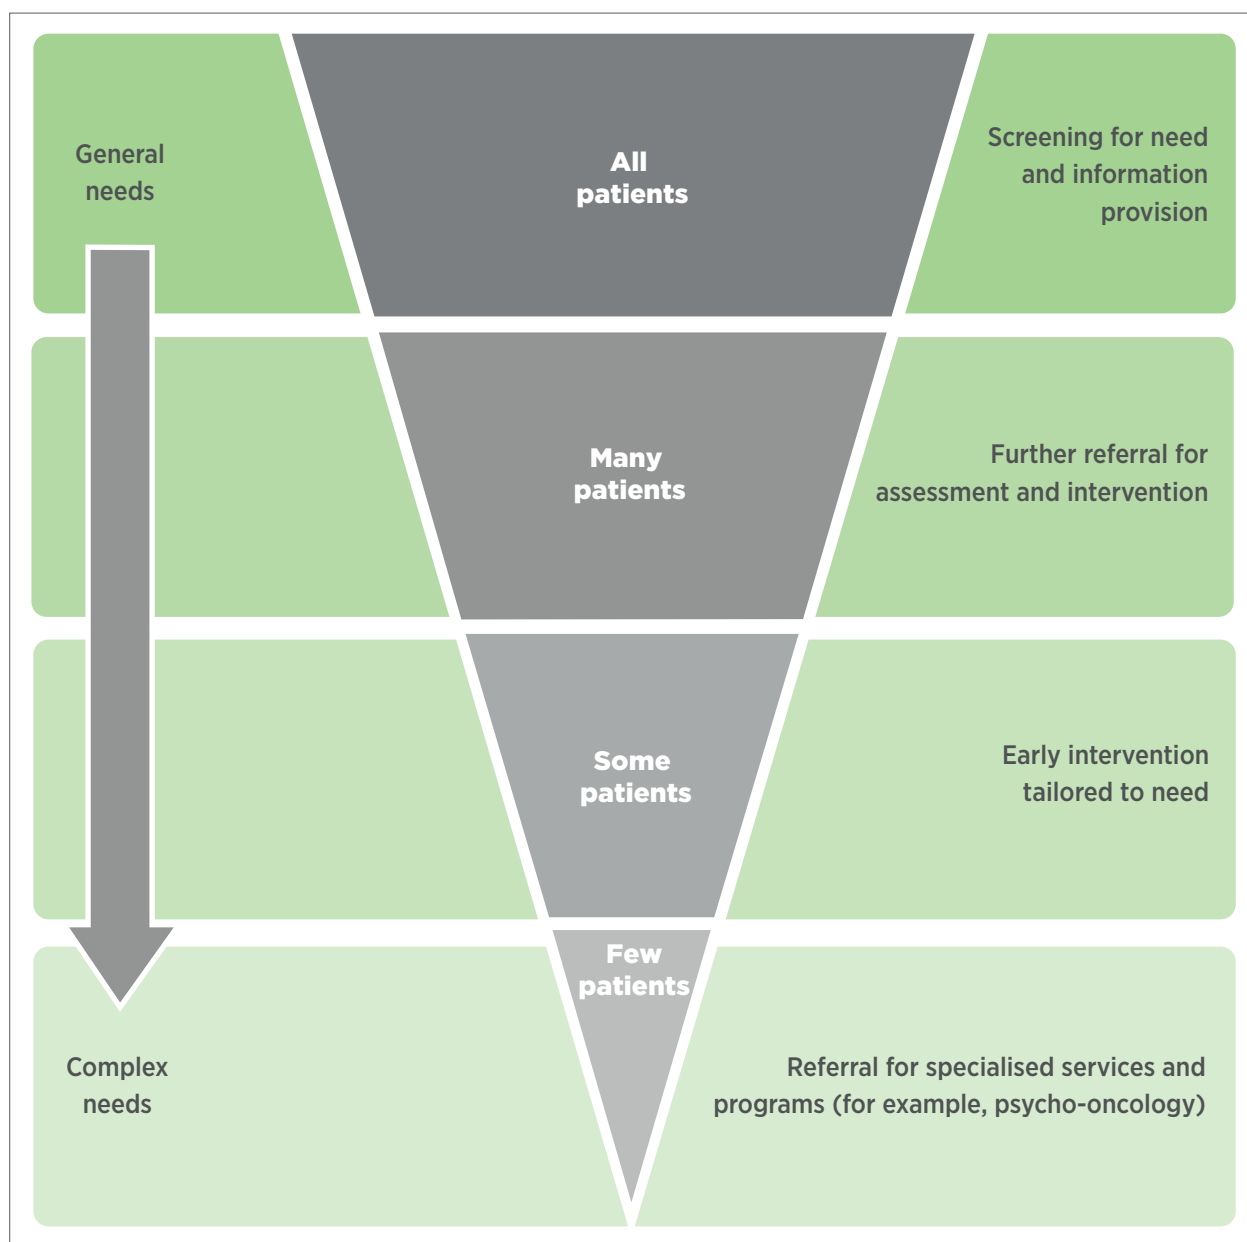 General
needs
All
patients
Screening for need
and information
provision
Many
patients
Further referral for
assessment and intervention
Some
patients
Early intervention
tailored to need
Few
patients
Complex
needs
Referral for specialised services and
programs (for example, psycho-oncology)